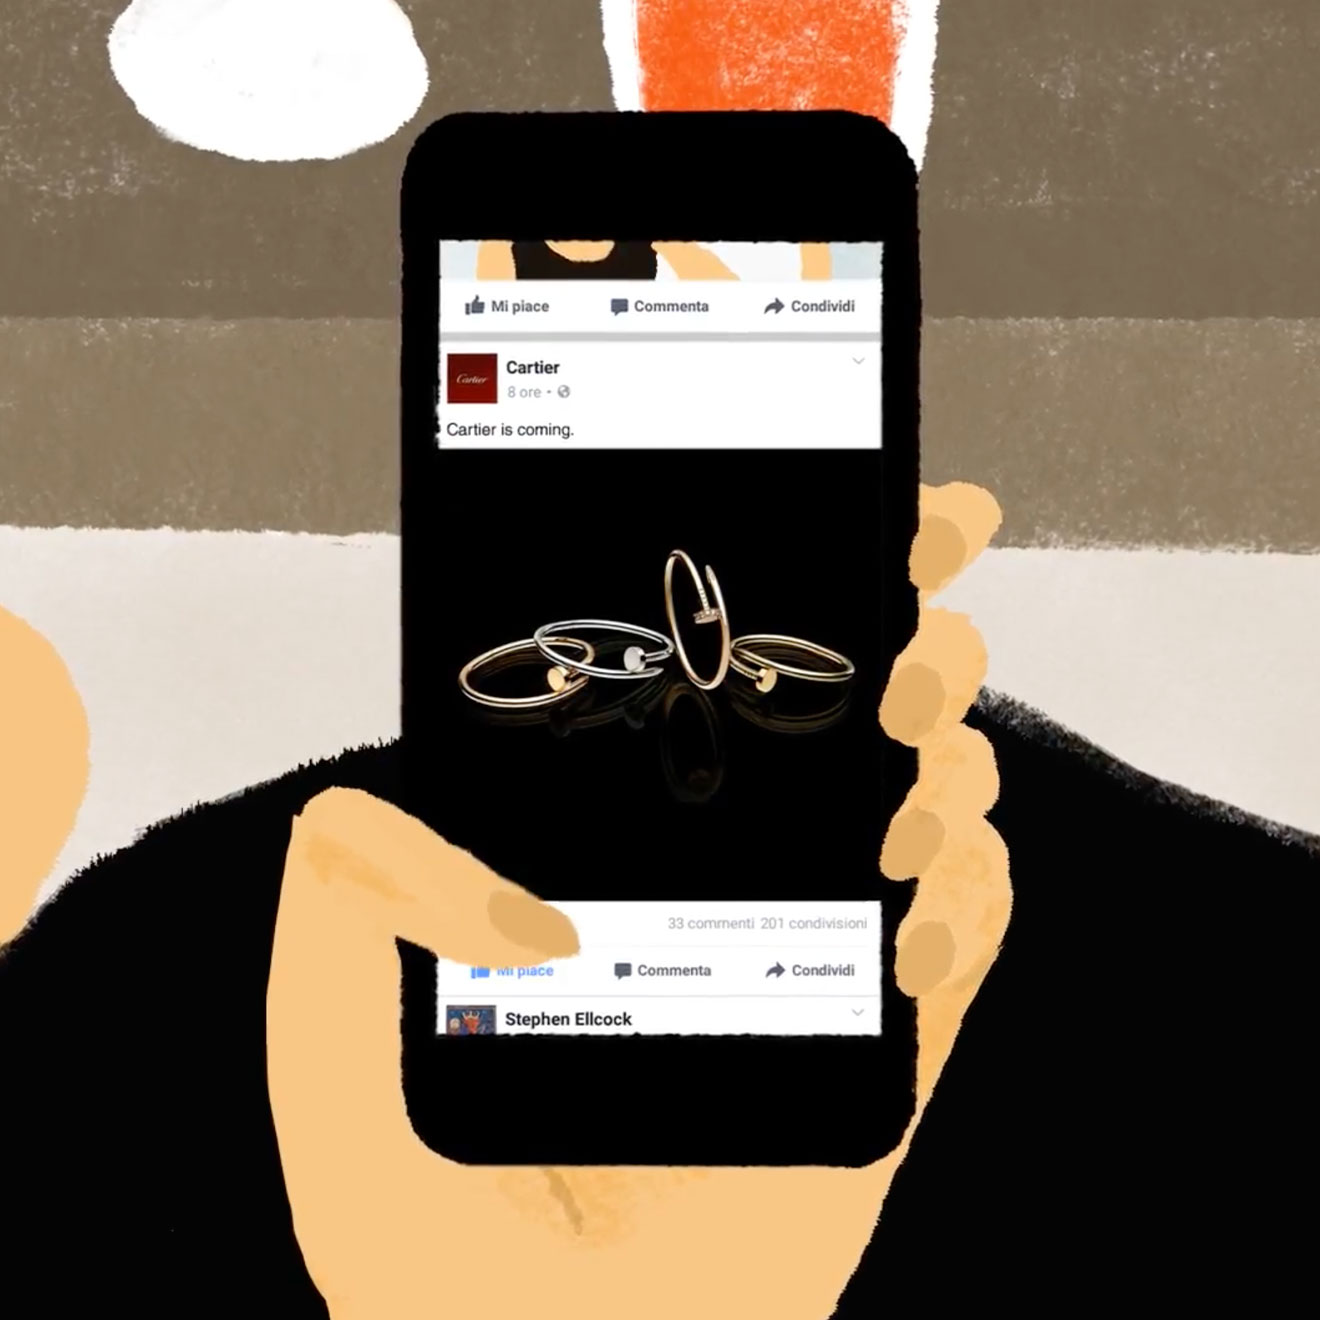 Mi piace Commenta Condividi
Cartier
Cartier
8 ore
Cartier is coming.
33 commenti 201 condivisioni
Mi piace Commenta Condividi
Stephen Ellcock